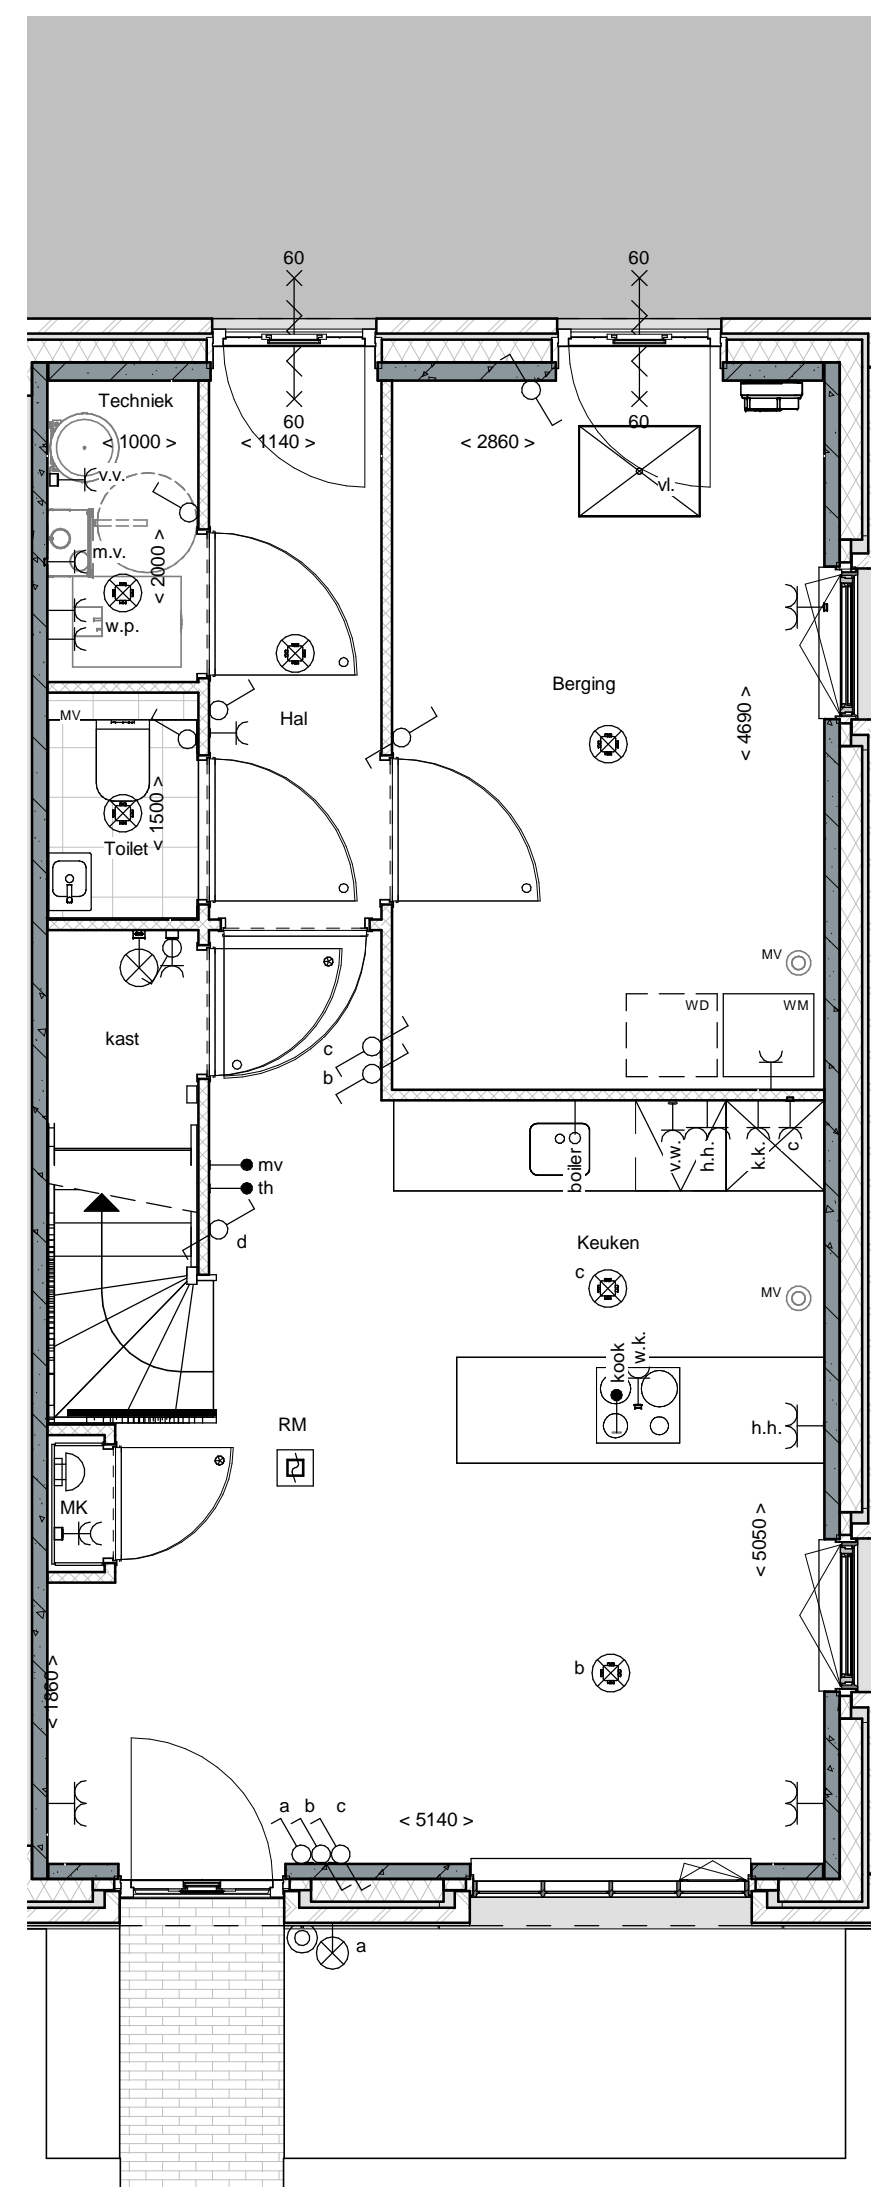 60
60
60
60
Techniek
< 1000 >
< 1140 >
< 2860 >
v.v.
vl.
m.v.
< 2000 >
w.p.
Berging
MV
Hal
< 4690 >
< 1500 >
Toilet
MV
WD
WM
kast
c
b
mv
th
d
boiler
v.w.
h.h.
k.k.
c
Keuken
c
MV
kook
w.k.
RM
h.h.
MK
< 5050 >
b
< 1860 >
a
b
c
< 5140 >
a